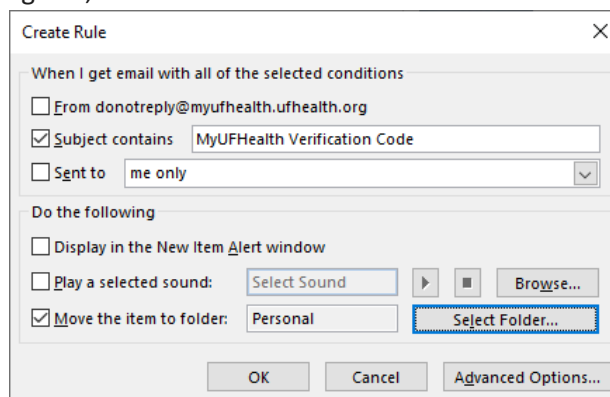 Create Rule
When I get email with all of the selected conditions
From donotreply@myufhealth.ufhealth.org
Subject contains MyUFHealth Verification Code
Sent to me only
Do the following
Display in the New Item Alert window
Play a selected sound: Select Sound Browse...
Move the item to folder: Personal Select Folder...
OK Cancel Advanced Options...